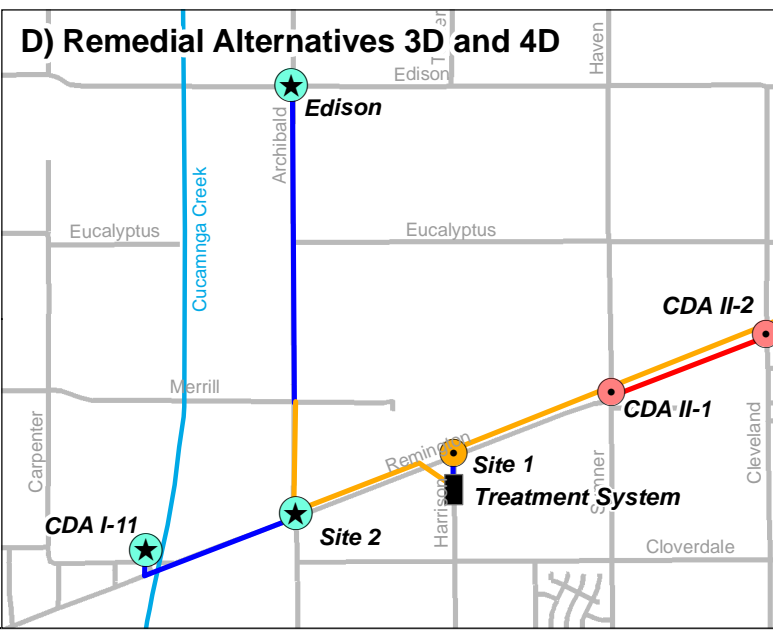 D) Remedial Alternatives 3D and 4D
Haven
Edison
Edison
Archibald
Cucamnga Creek
Eucalyptus
Eucalyptus
CDA II-2
Merrill
CDA II-1
Carpenter
Cleveland
Remington
Site 1
Treatment System
Harrison
CDA I-11
Site 2
Cloverdale